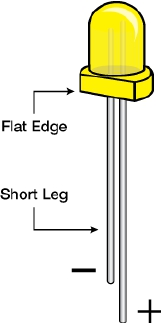 Flat Edge
Short Leg
− +